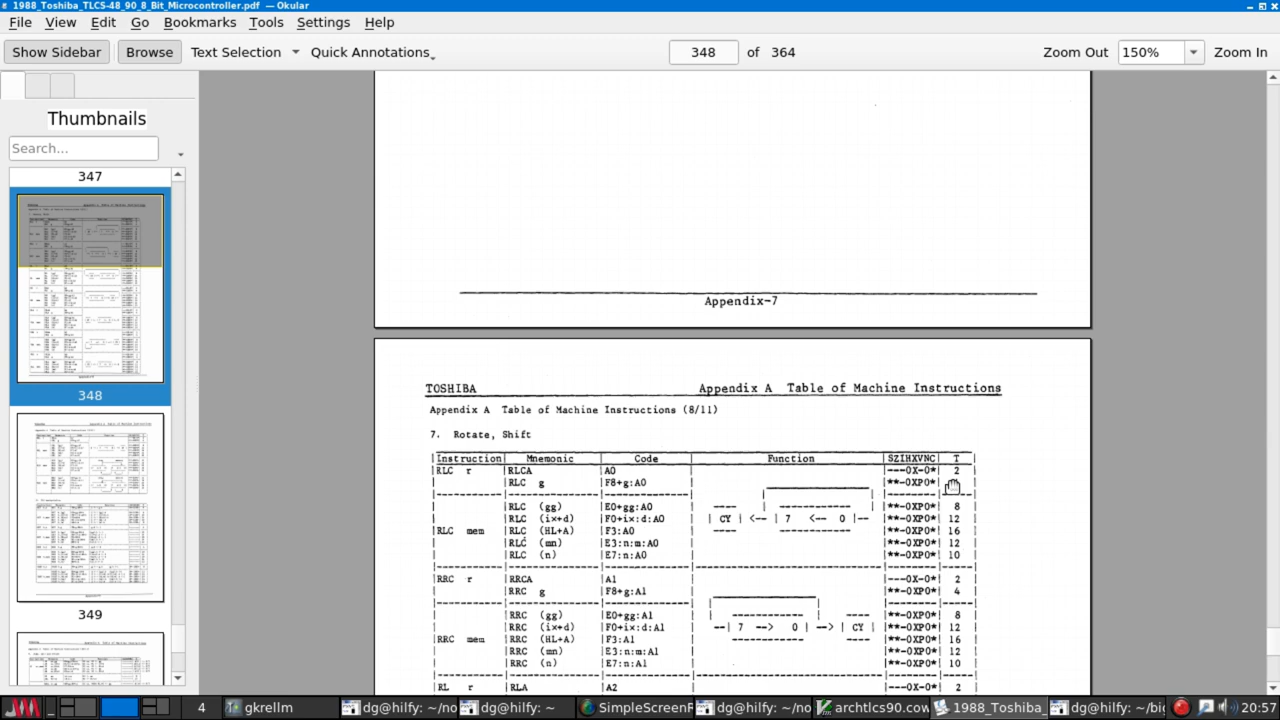 1988_Toshiba_TLCS-48_90_8_Bit_Microcontroller.pdf — Okular
File View Edit Go Bookmarks Tools Settings Help
Show Sidebar Browse Text Selection Quick Annotations 348 of 364 Zoom Out 150% Zoom In
Thumbnails
Search...
347
348
349
Appendix-7
TOSHIBA Appendix A Table of Machine Instructions
Appendix A Table of Machine Instructions (8/11)
7. Rotate, Shift
Instruction Mnemonic Code Function SZIHXVNC T
RLC r RLCA A0 ---0X-0* 2
RLC g F8+g:A0 **-0XP0*
RLC (gg) E0+gg:A0 **-0XP0* 8
RLC (ix+d) F0+ix:d:A0 CY <-- 7 <-- 0 **-0XP0* 12
RLC mem RLC (HL+A) F3:A0 **-0XP0* 16
RLC (mn) E3:n:m:A0 **-0XP0* 12
RLC (n) E7:n:A0 **-0XP0* 10
RRC r RRCA A1 ---0X-0* 2
RRC g F8+g:A1 **-0XP0* 4
RRC (gg) E0+gg:A1 **-0XP0* 8
RRC (ix+d) F0+ix:d:A1 7 --> 0 --> CY **-0XP0* 12
RRC mem RRC (HL+A) F3:A1 **-0XP0* 16
RRC (mn) E3:n:m:A1 **-0XP0* 12
RRC (n) E7:n:A1 **-0XP0* 10
RL r RLA A2 ---0X-0* 2
4 gkrellm dg@hilfy: ~/no dg@hilfy: ~ SimpleScreenR dg@hilfy: ~/no archtlcs90.cow 1988_Toshiba_ dg@hilfy: ~/big 20:57